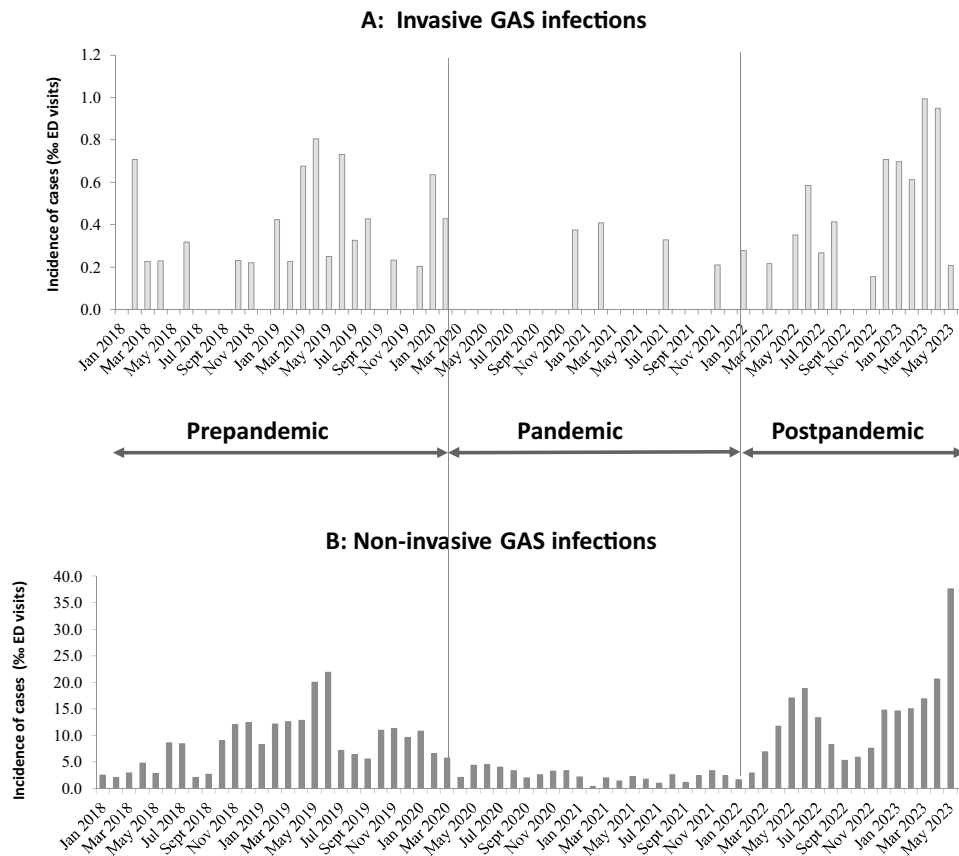 A: Invasive GAS infections
Incidence of cases (‰ ED visits)
1.2
1.0
0.8
0.6
0.4
0.2
0.0
Jan 2018
Mar 2018
May 2018
Jul 2018
Sept 2018
Nov 2018
Jan 2019
Mar 2019
May 2019
Jul 2019
Sept 2019
Nov 2019
Jan 2020
Mar 2020
May 2020
Jul 2020
Sept 2020
Nov 2020
Jan 2021
Mar 2021
May 2021
Jul 2021
Sept 2021
Nov 2021
Jan 2022
Mar 2022
May 2022
Jul 2022
Sept 2022
Nov 2022
Jan 2023
Mar 2023
May 2023
Prepandemic
Pandemic
Postpandemic
B: Non-invasive GAS infections
Incidence of cases (‰ ED visits)
40.0
35.0
30.0
25.0
20.0
15.0
10.0
5.0
0.0
Jan 2018
Mar 2018
May 2018
Jul 2018
Sept 2018
Nov 2018
Jan 2019
Mar 2019
May 2019
Jul 2019
Sept 2019
Nov 2019
Jan 2020
Mar 2020
May 2020
Jul 2020
Sept 2020
Nov 2020
Jan 2021
Mar 2021
May 2021
Jul 2021
Sept 2021
Nov 2021
Jan 2022
Mar 2022
May 2022
Jul 2022
Sept 2022
Nov 2022
Jan 2023
Mar 2023
May 2023